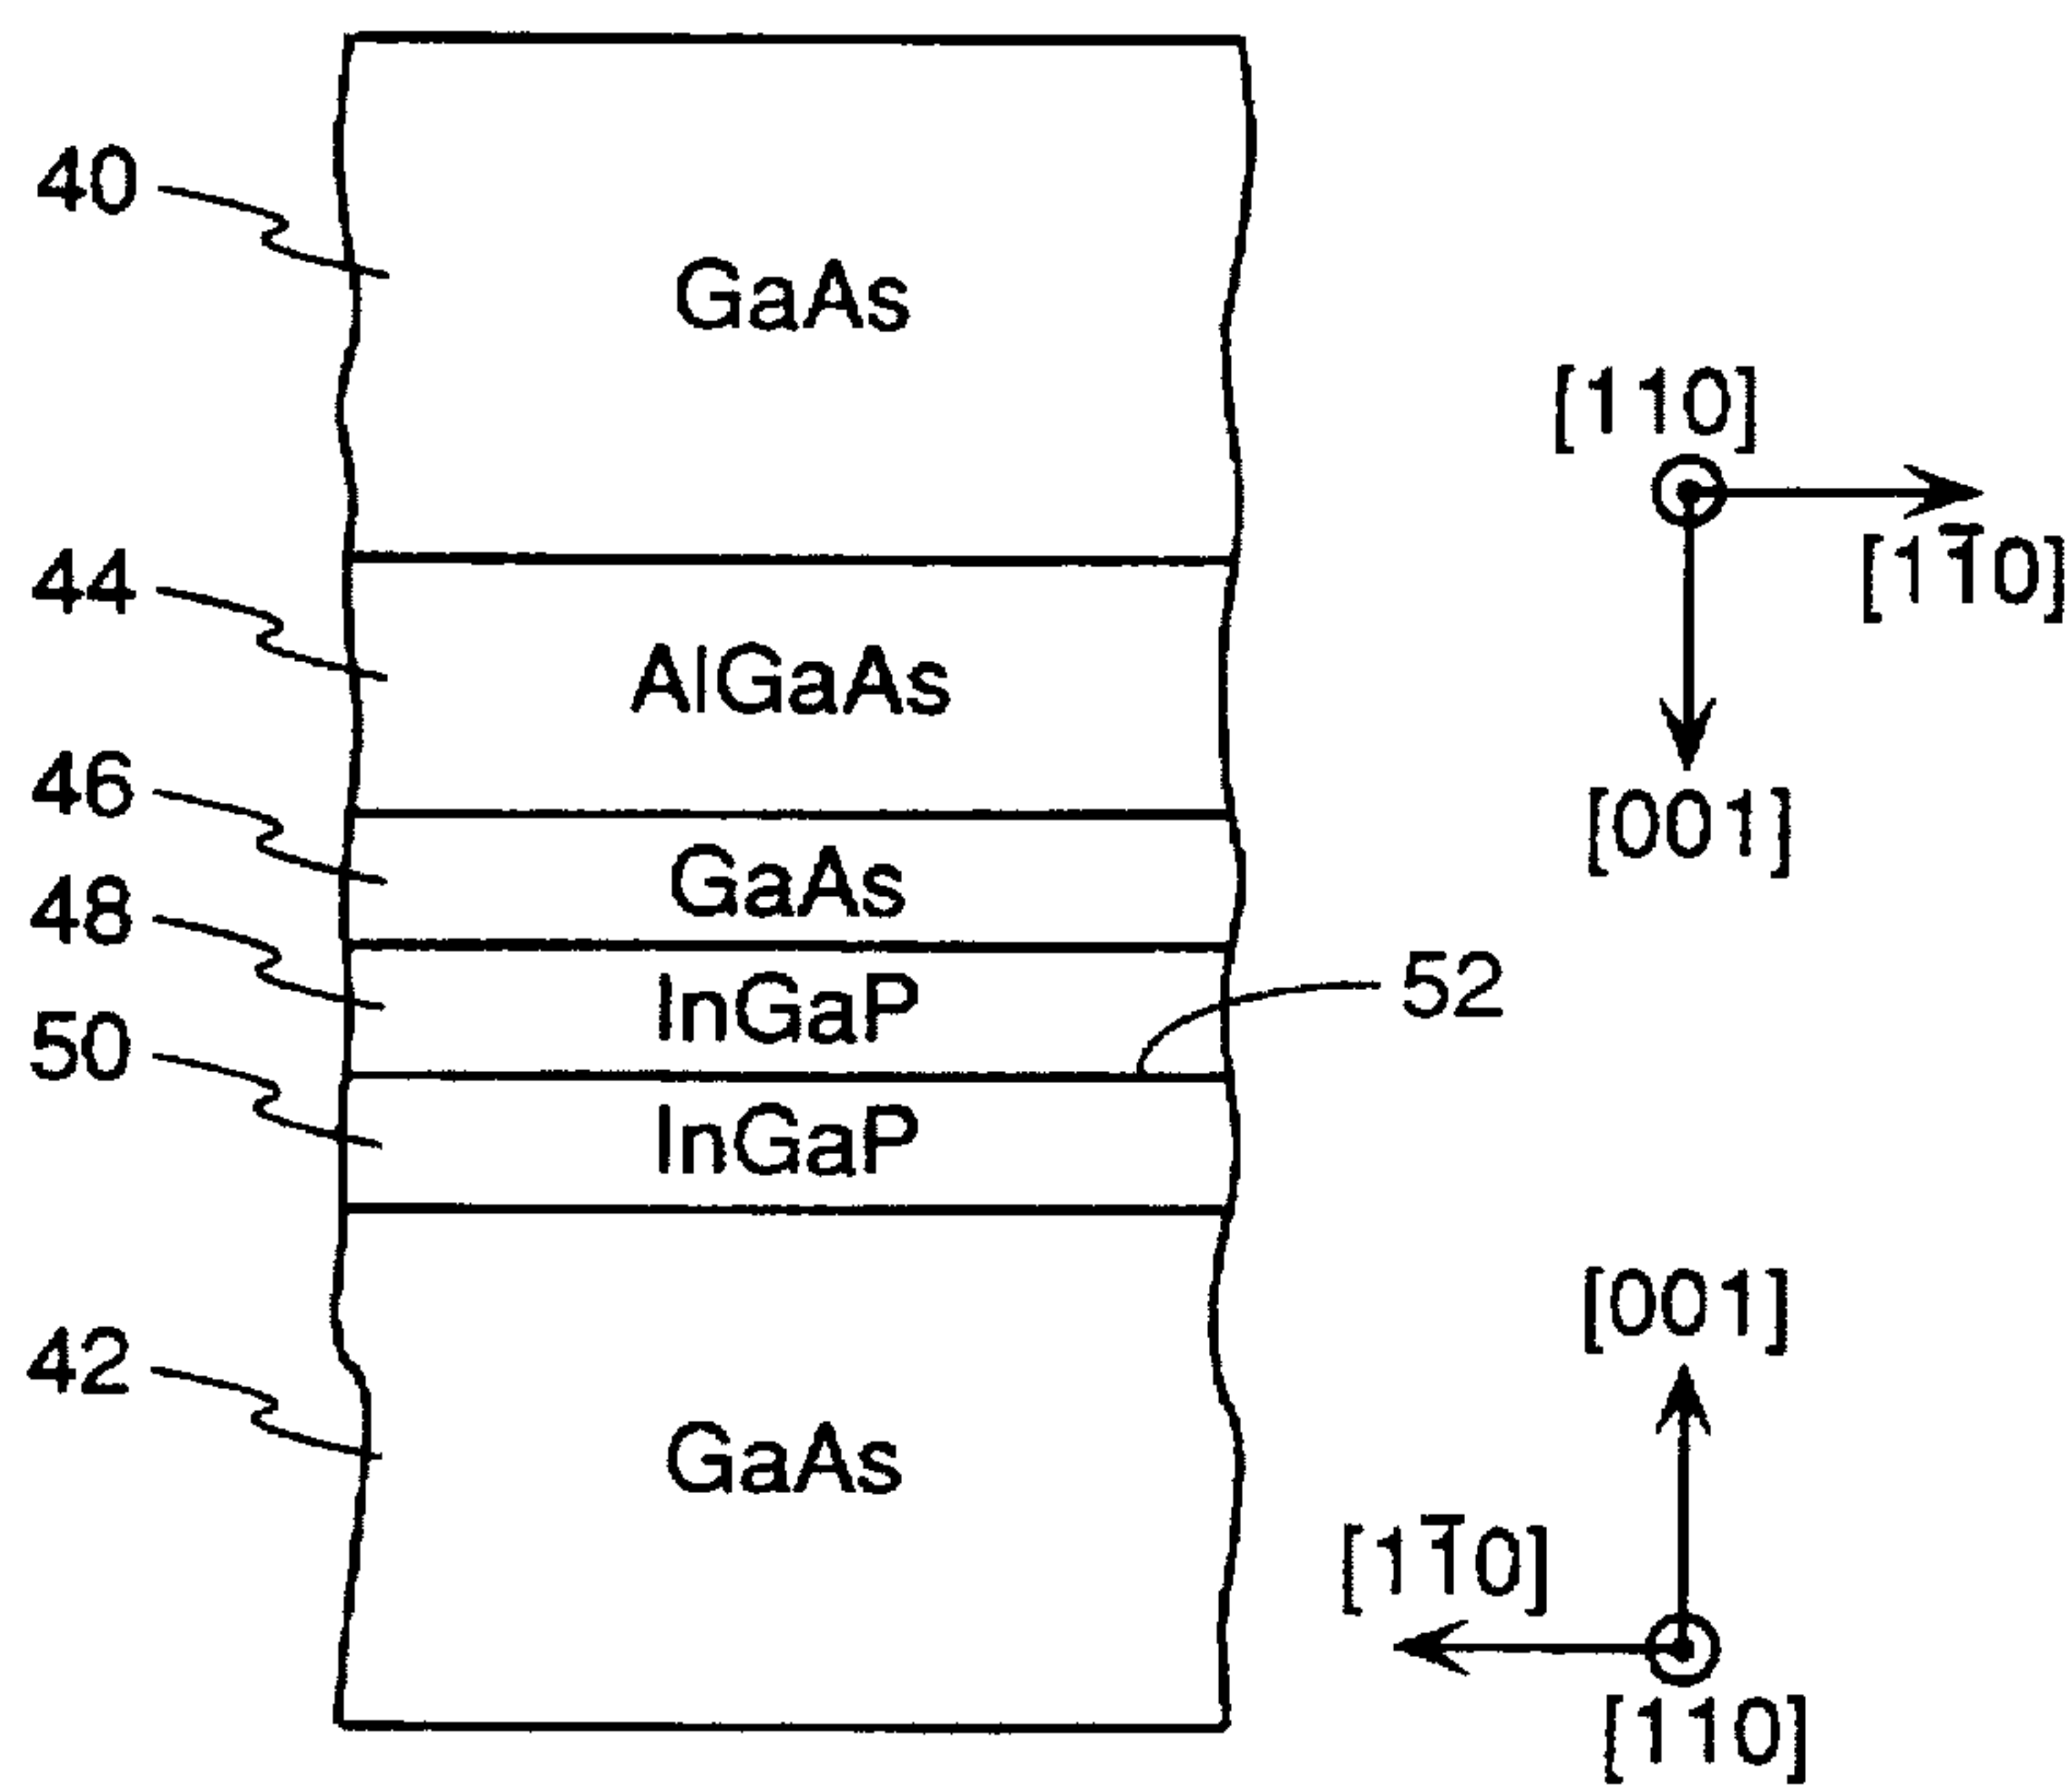 40
GaAs
[110]
[11̅0]
44
AlGaAs
46
[001]
GaAs
48
InGaP
52
50
InGaP
[001]
42
GaAs
[11̅0]
[110]